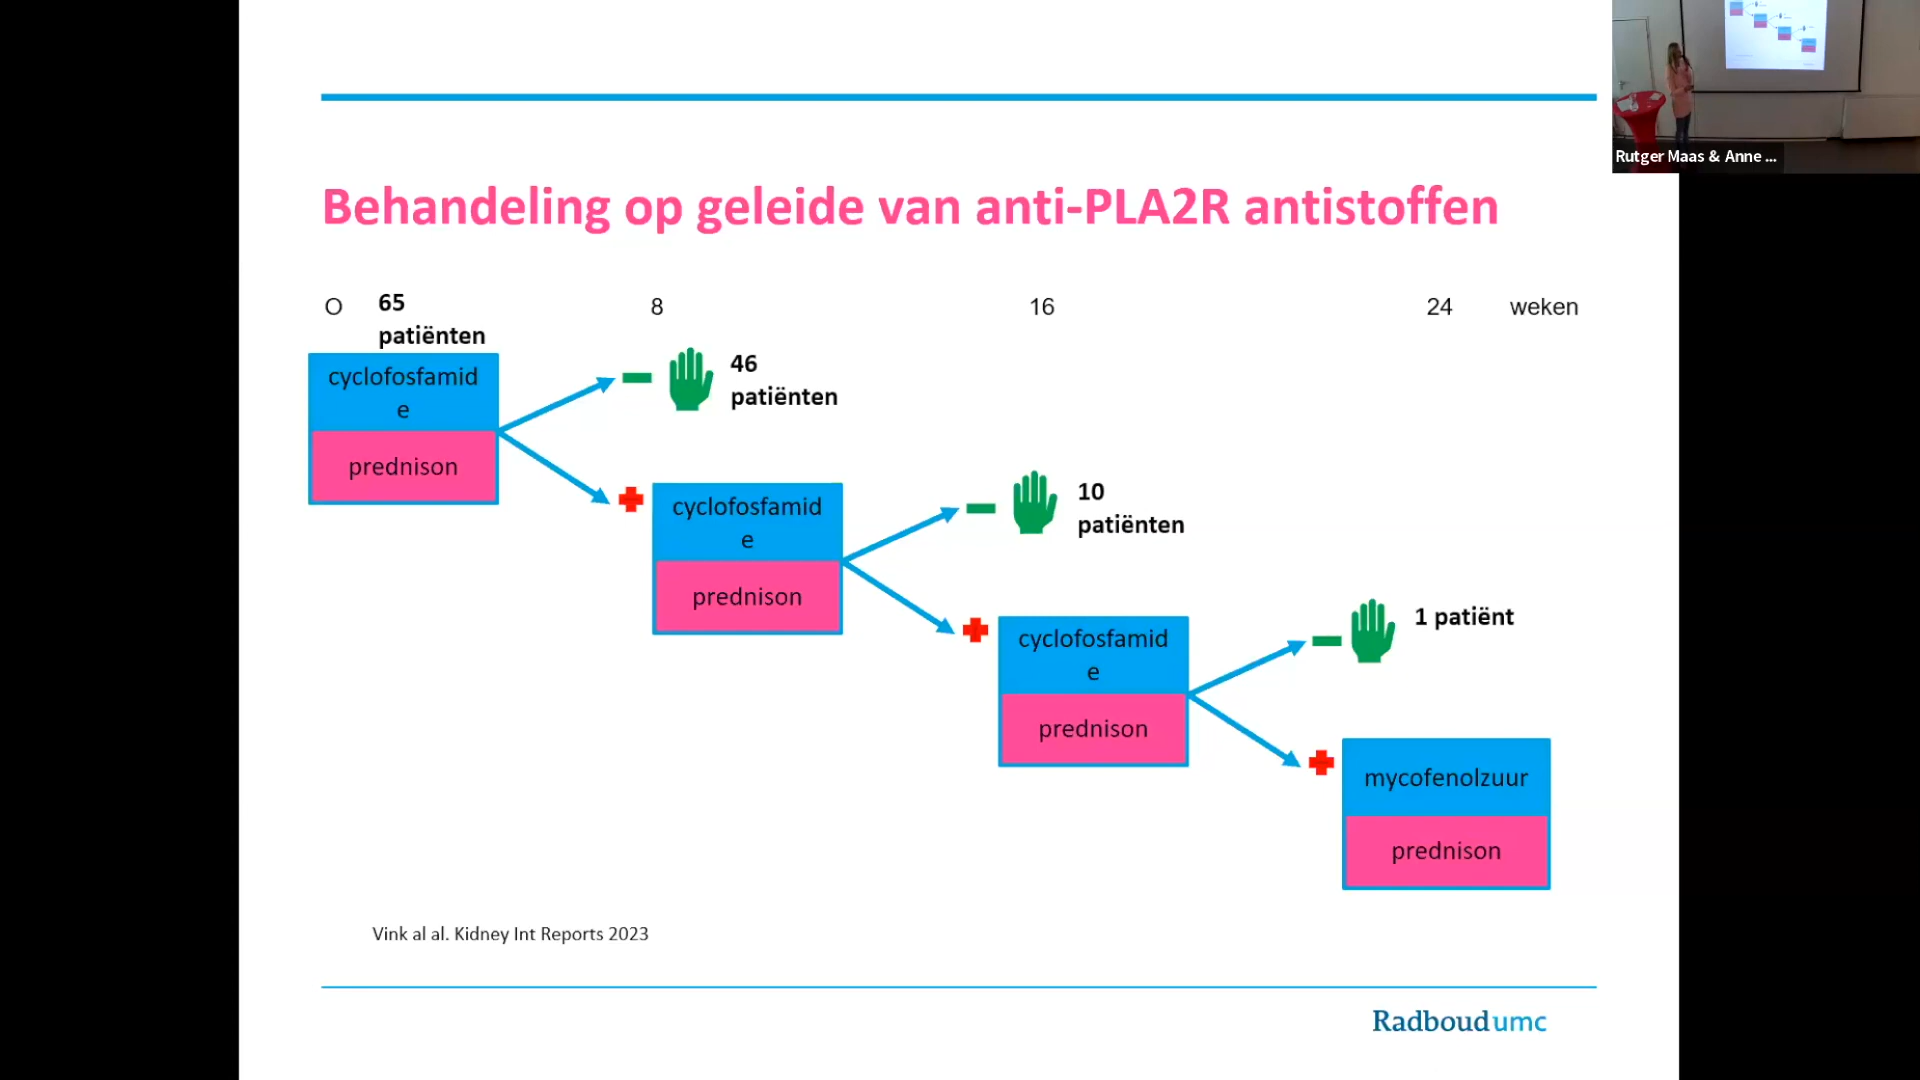 Rutger Maas & Anne ...
Behandeling op geleide van anti-PLA2R antistoffen
O
65
patiënten
8
16
24
weken
cyclofosfamid
e
prednison
46
patiënten
cyclofosfamid
e
prednison
10
patiënten
cyclofosfamid
e
prednison
1 patiënt
mycofenolzuur
prednison
Vink al al. Kidney Int Reports 2023
Radboudumc